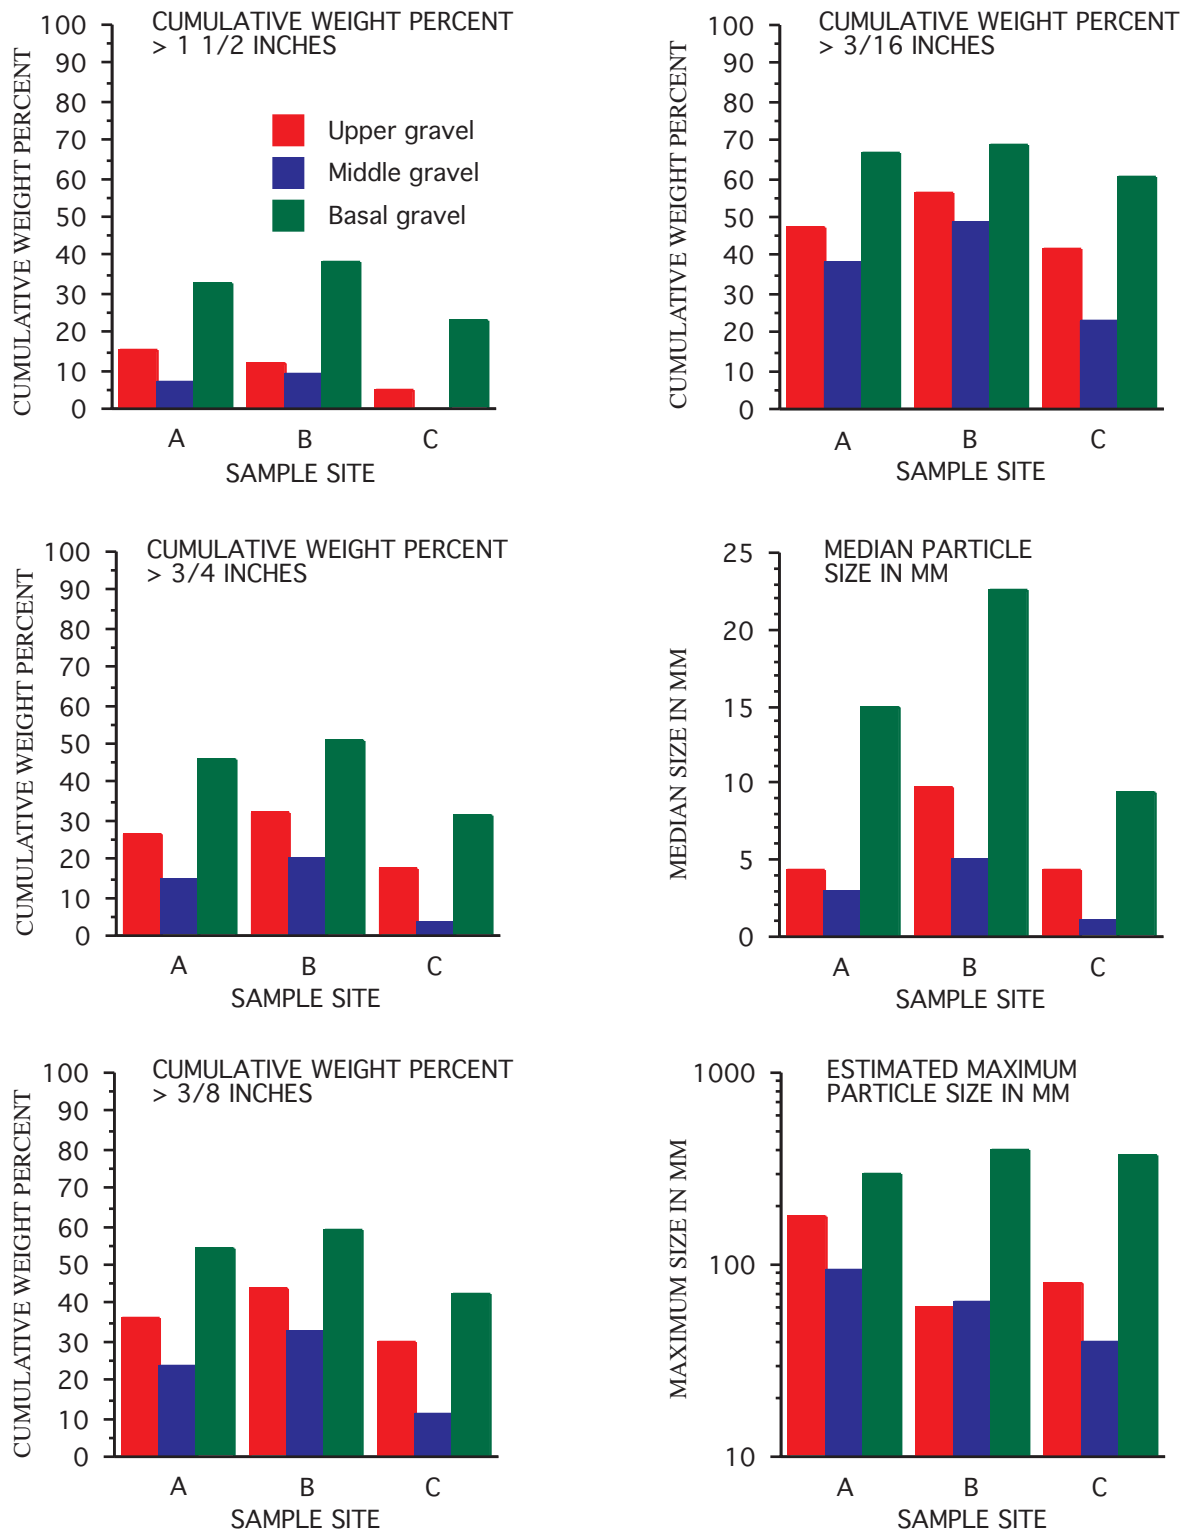 CUMULATIVE WEIGHT PERCENT
> 1 1/2 INCHES
CUMULATIVE WEIGHT PERCENT
100
90
80
70
60
50
40
30
20
10
0
Upper gravel
Middle gravel
Basal gravel
A B C
SAMPLE SITE
CUMULATIVE WEIGHT PERCENT
> 3/16 INCHES
CUMULATIVE WEIGHT PERCENT
100
90
80
70
60
50
40
30
20
10
0
A B C
SAMPLE SITE
CUMULATIVE WEIGHT PERCENT
> 3/4 INCHES
CUMULATIVE WEIGHT PERCENT
100
90
80
70
60
50
40
30
20
10
0
A B C
SAMPLE SITE
MEDIAN PARTICLE
SIZE IN MM
MEDIAN SIZE IN MM
25
20
15
10
5
0
A B C
SAMPLE SITE
CUMULATIVE WEIGHT PERCENT
> 3/8 INCHES
CUMULATIVE WEIGHT PERCENT
100
90
80
70
60
50
40
30
20
10
0
A B C
SAMPLE SITE
ESTIMATED MAXIMUM
PARTICLE SIZE IN MM
MAXIMUM SIZE IN MM
1000
100
10
A B C
SAMPLE SITE